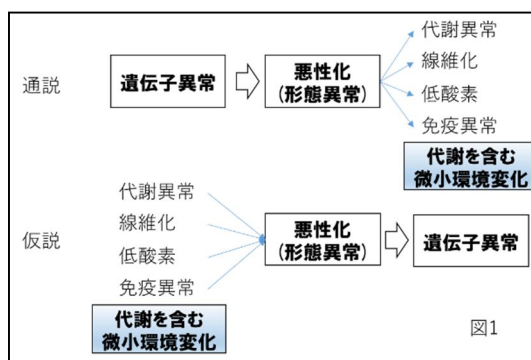 通説
遺伝子異常
悪性化
(形態異常)
代謝異常
線維化
低酸素
免疫異常
代謝を含む
微小環境変化
仮説
代謝異常
線維化
低酸素
免疫異常
代謝を含む
微小環境変化
悪性化
(形態異常)
遺伝子異常
図1